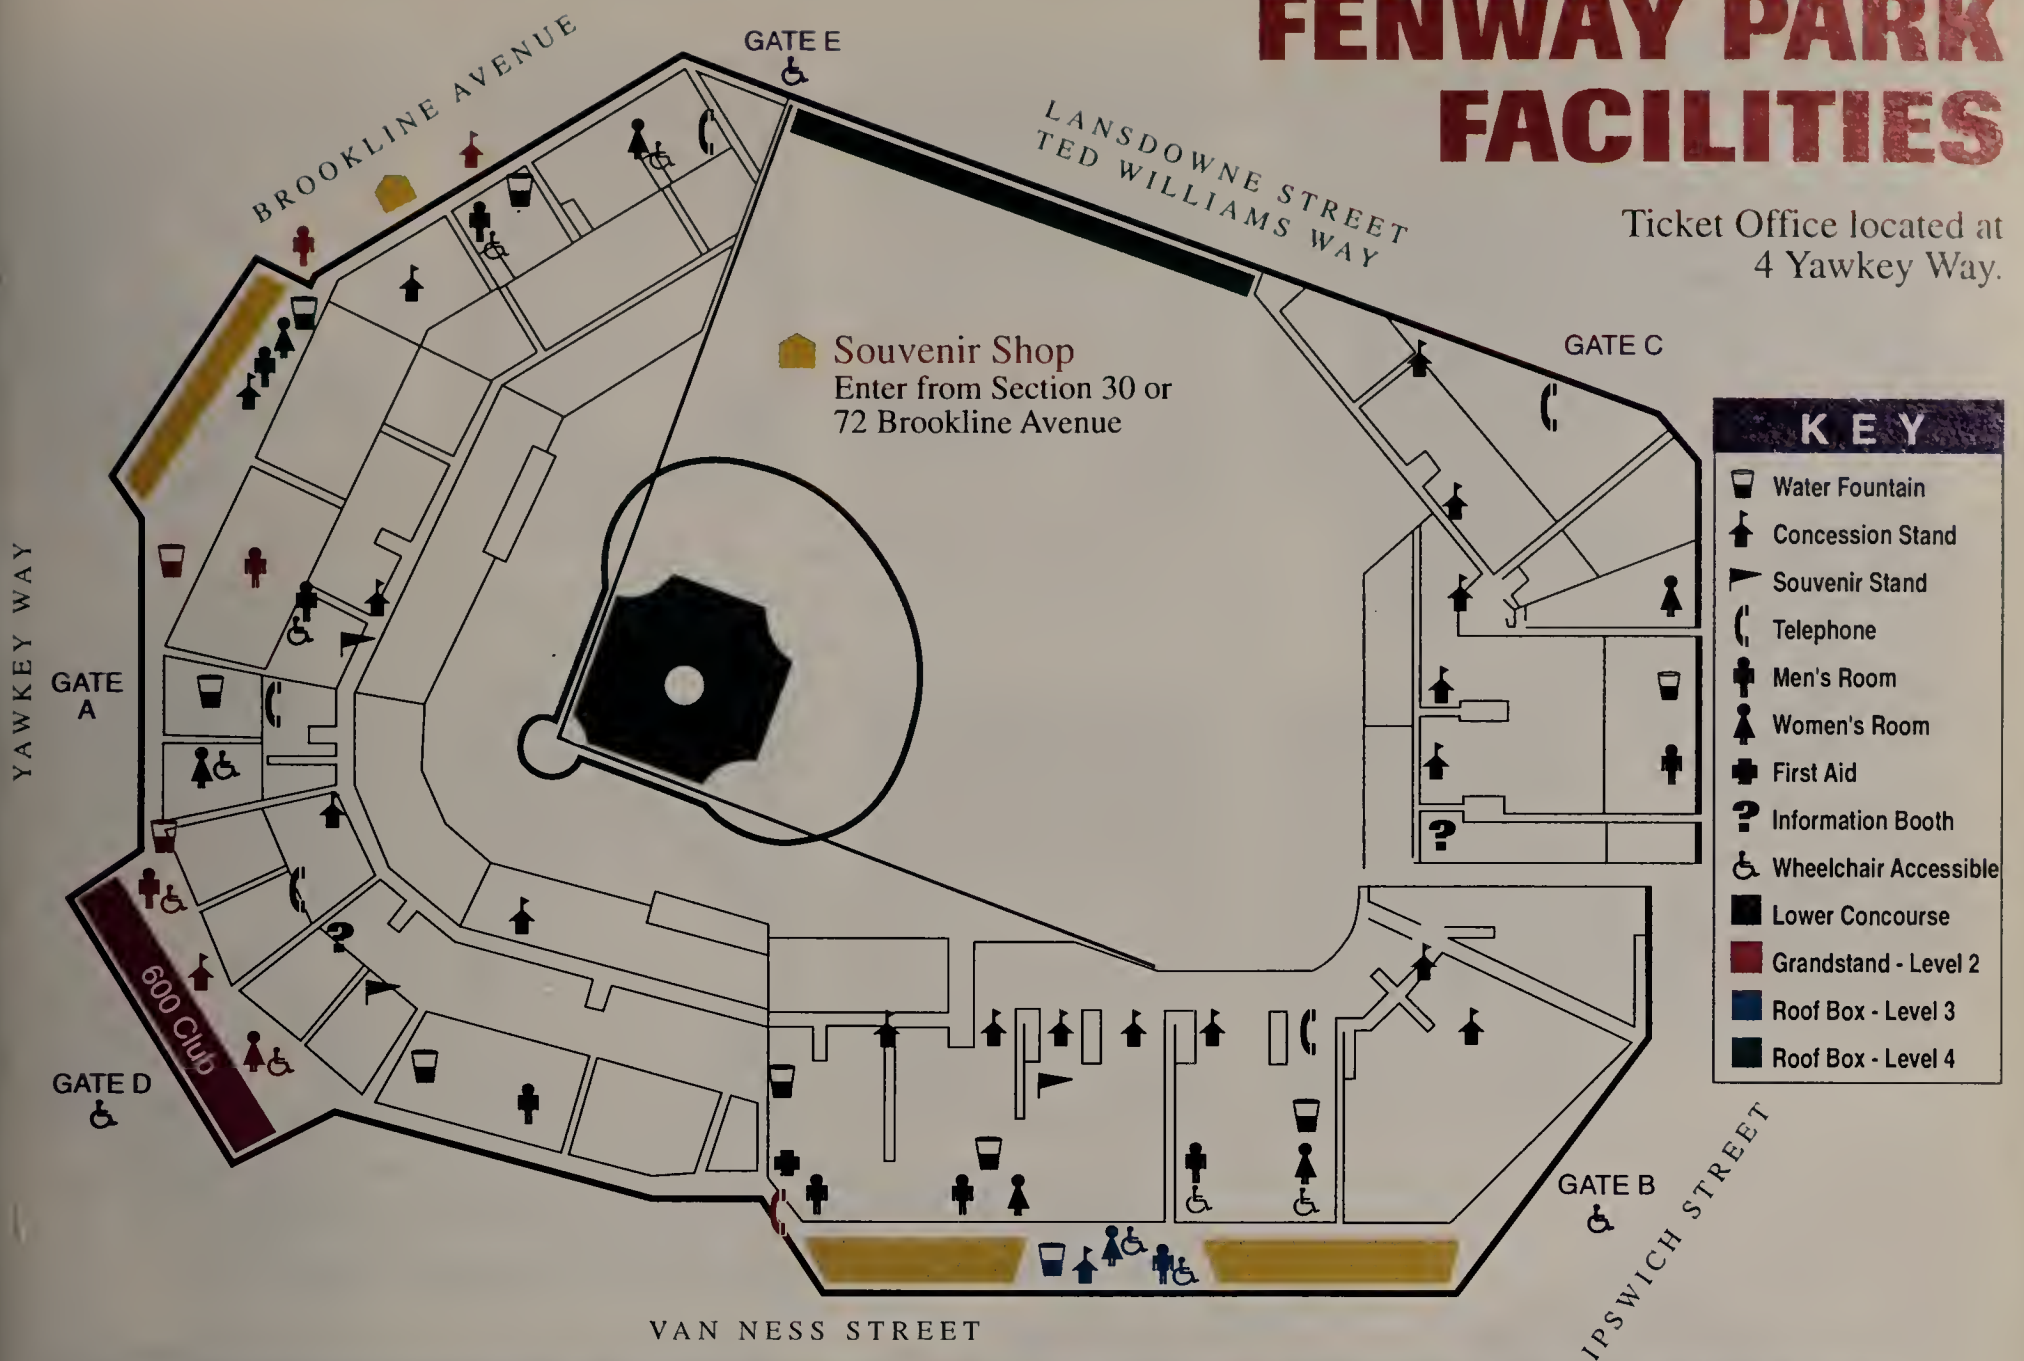 FENWAY PARK
FACILITIES
Ticket Office located at
4 Yawkey Way.
GATE E
BROOKLINE AVENUE
LANSDOWNE STREET
TED WILLIAMS WAY
GATE C
Souvenir Shop
Enter from Section 30 or
72 Brookline Avenue
KEY
Water Fountain
Concession Stand
Souvenir Stand
Telephone
Men's Room
Women's Room
? First Aid
Information Booth
Wheelchair Accessible
Lower Concourse
Grandstand - Level 2
Roof Box - Level 3
Roof Box - Level 4
YAWKEY WAY
GATE
A
?
?
600 Club
GATE D
GATE B
IPSWICH STREET
VAN NESS STREET